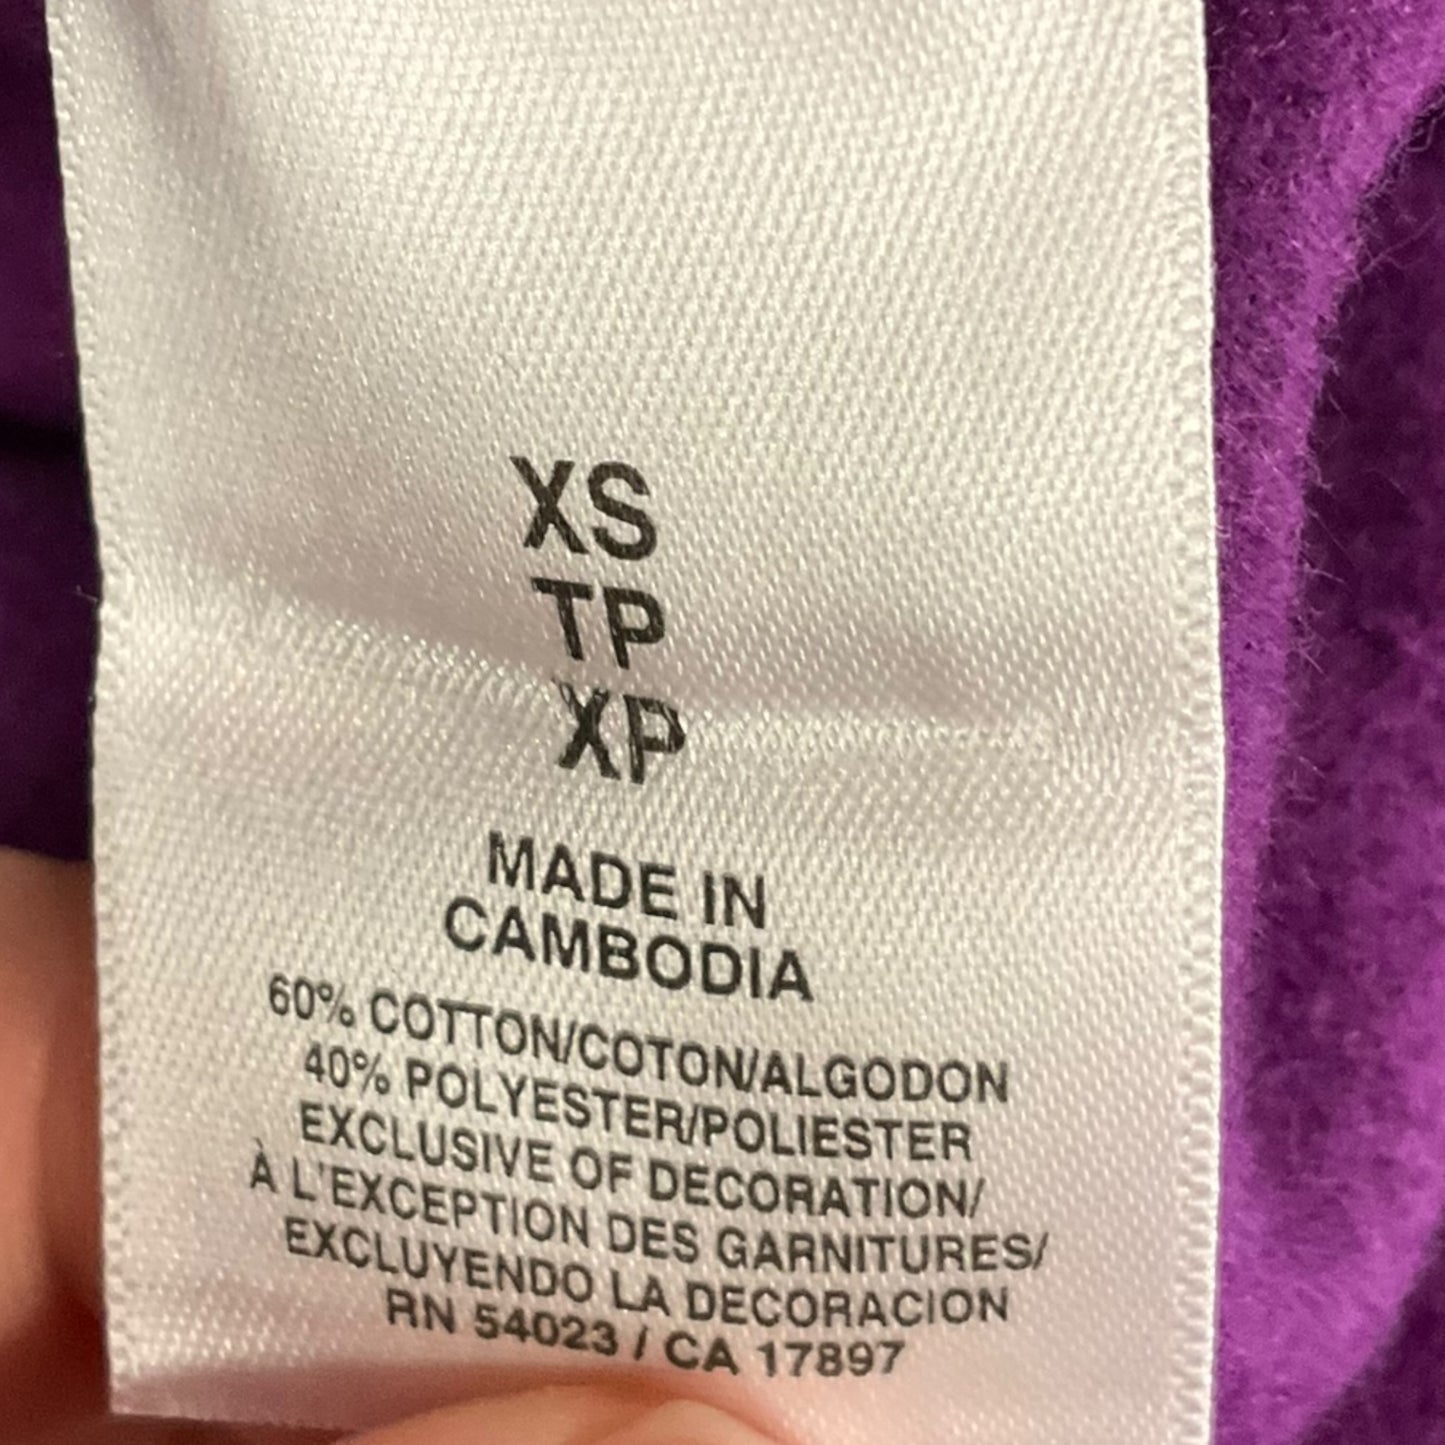 XS
TP
XP
MADE IN
CAMBODIA
60% COTTON/COTON/ALGODON
40% POLYESTER/POLIESTER
EXCLUSIVE OF DECORATION/
À L'EXCEPTION DES GARNITURES/
EXCLUYENDO LA DECORACION
RN 54023 / CA 17897